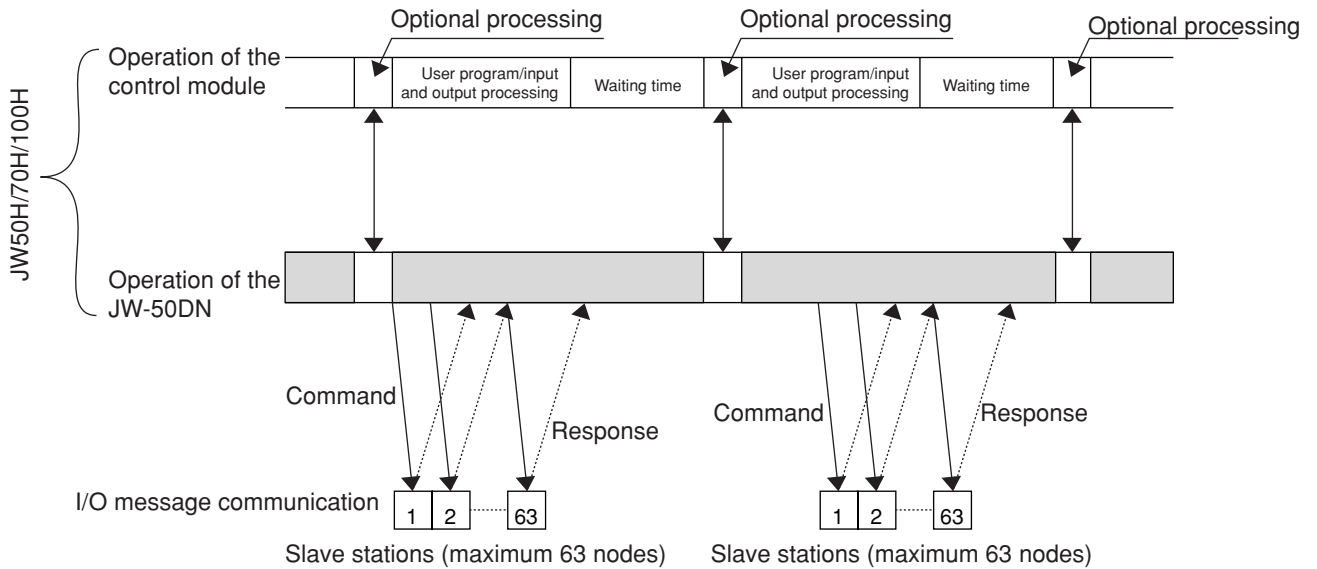 Optional processing
Optional processing
Optional processing
Operation of the
control module
User program/input
and output processing
Waiting time
User program/input
and output processing
Waiting time
JW50H/70H/100H
Operation of the
JW-50DN
Command
Response
Command
Response
I/O message communication
1 2 63
1 2 63
Slave stations (maximum 63 nodes)
Slave stations (maximum 63 nodes)